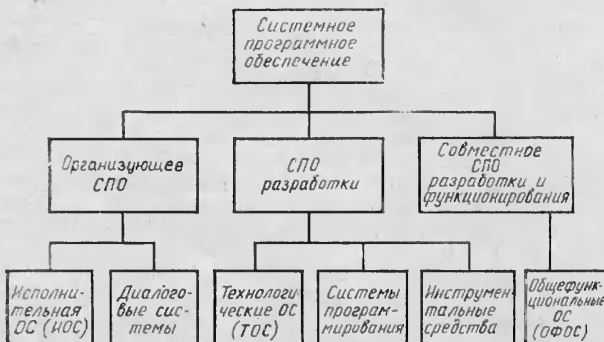 Системное
программное
обеспечение
Организующее
СПО
СПО
разработки
Совместное
СПО
разработки и
функционирования
Исполни-
тельная
ОС (ИОС)
Диалого-
вые сис-
темы
Технологи-
ческие ОС
(ТОС)
Системы
програм-
мирования
Инструмен-
тальные
средства
Общефунк-
циональные
ОС
(ОФОС)